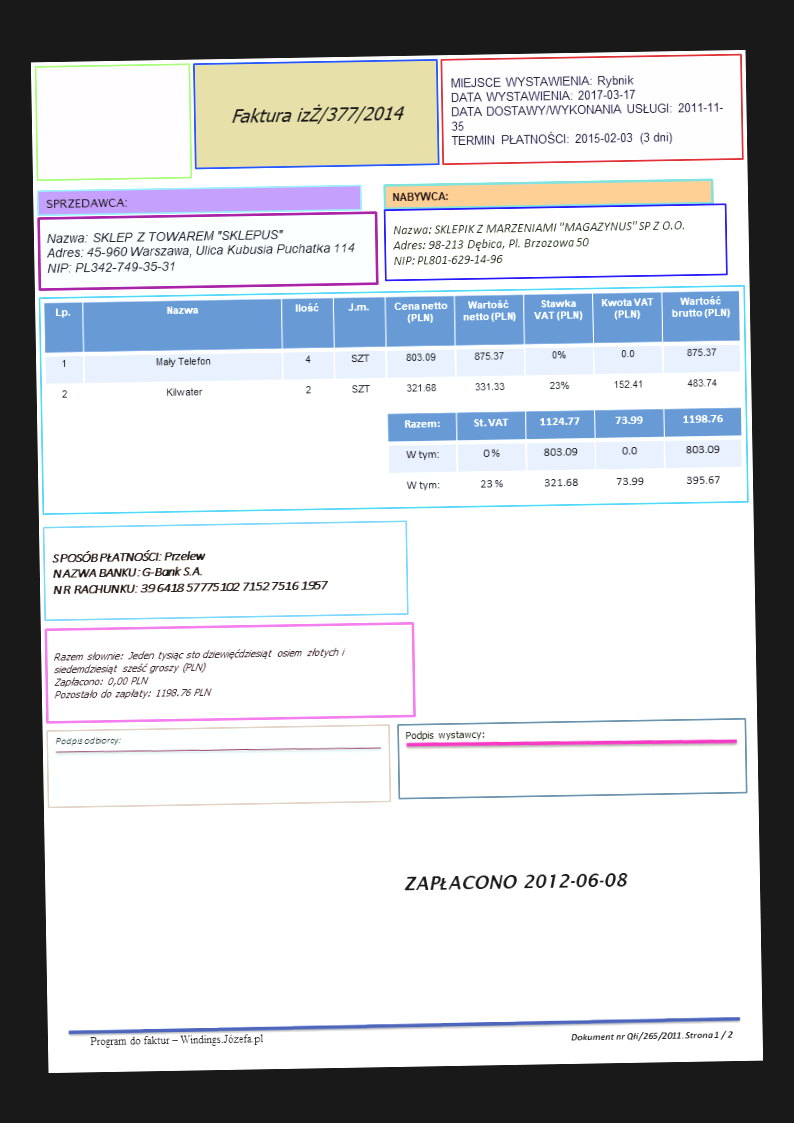 Faktura izŻ/377/2014
MIEJSCE WYSTAWIENIA: Rybnik
DATA WYSTAWIENIA: 2017-03-17
DATA DOSTAWY/WYKONANIA USŁUGI: 2011-11-
35
TERMIN PŁATNOŚCI: 2015-02-03 (3 dni)
SPRZEDAWCA:
Nazwa: SKLEP Z TOWAREM "SKLEPUS"
Adres: 45-960 Warszawa, Ulica Kubusia Puchatka 114
NIP: PL342-749-35-31
NABYWCA:
Nazwa: SKLEPIK Z MARZENIAMI "MAGAZYNUS" SP Z O.O.
Adres: 98-213 Dębica, Pl. Brzozowa 50
NIP: PL801-629-14-96
Lp. Nazwa Ilość J.m. Cena netto (PLN) Wartość netto (PLN) Stawka VAT (PLN) Kwota VAT (PLN) Wartość brutto (PLN)
1 Mały Telefon 4 SZT 803.09 875.37 0% 0.0 875.37
2 Kilwater 2 SZT 321.68 331.33 23% 152.41 483.74
Razem: St. VAT 1124.77 73.99 1198.76
W tym: 0% 803.09 0.0 803.09
W tym: 23% 321.68 73.99 395.67
SPOSÓB PŁATNOŚCI: Przelew
NAZWA BANKU: G-Bank S.A.
NR RACHUNKU: 39 6418 5777 5102 7152 7516 1957
Razem słownie: Jeden tysiąc sto dziewięćdziesiąt osiem złotych i
siedemdziesiąt sześć groszy (PLN)
Zapłacono: 0,00 PLN
Pozostało do zapłaty: 1198.76 PLN
Podpis odbiorcy:
Podpis wystawcy:
ZAPŁACONO 2012-06-08
Program do faktur – Windings.Józefa.pl
Dokument nr Qłi/265/2011. Strona 1 / 2